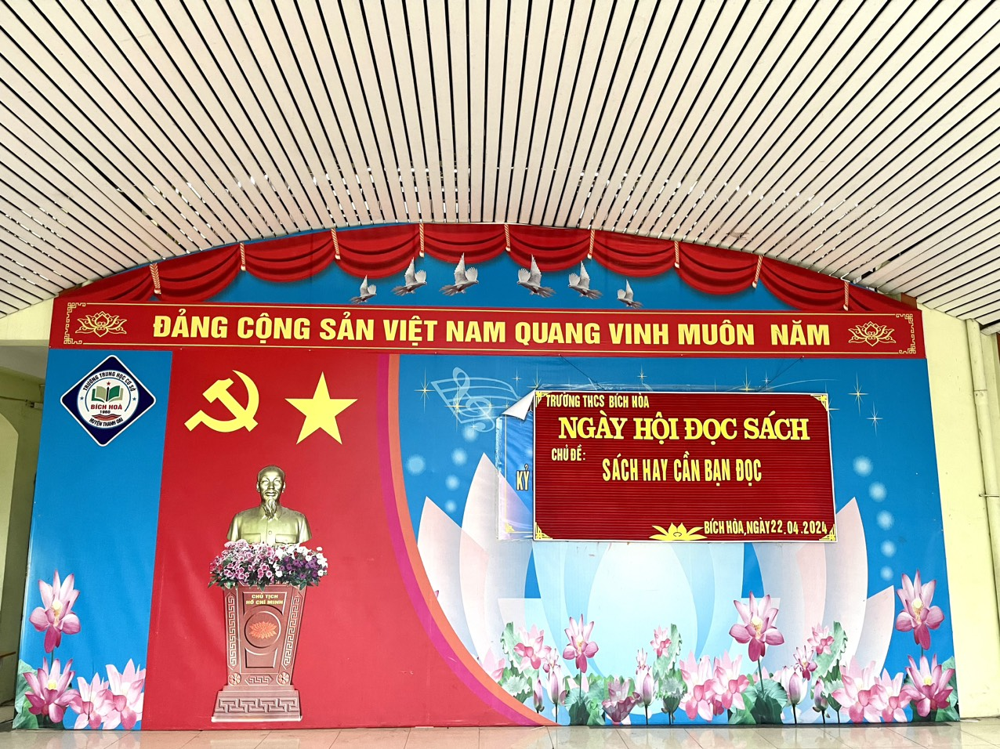 ĐẢNG CỘNG SẢN VIỆT NAM QUANG VINH MUÔN NĂM
TRƯỜNG TRUNG HỌC CƠ SỞ
BÍCH HOÀ
1960
HUYỆN THANH OAI
TRƯỜNG THCS BÍCH HÒA
NGÀY HỘI ĐỌC SÁCH
CHỦ ĐỀ:
SÁCH HAY CẦN BẠN ĐỌC
KỶ
BÍCH HÒA, NGÀY 22.04.2024
CHỦ TỊCH
HỒ CHÍ MINH